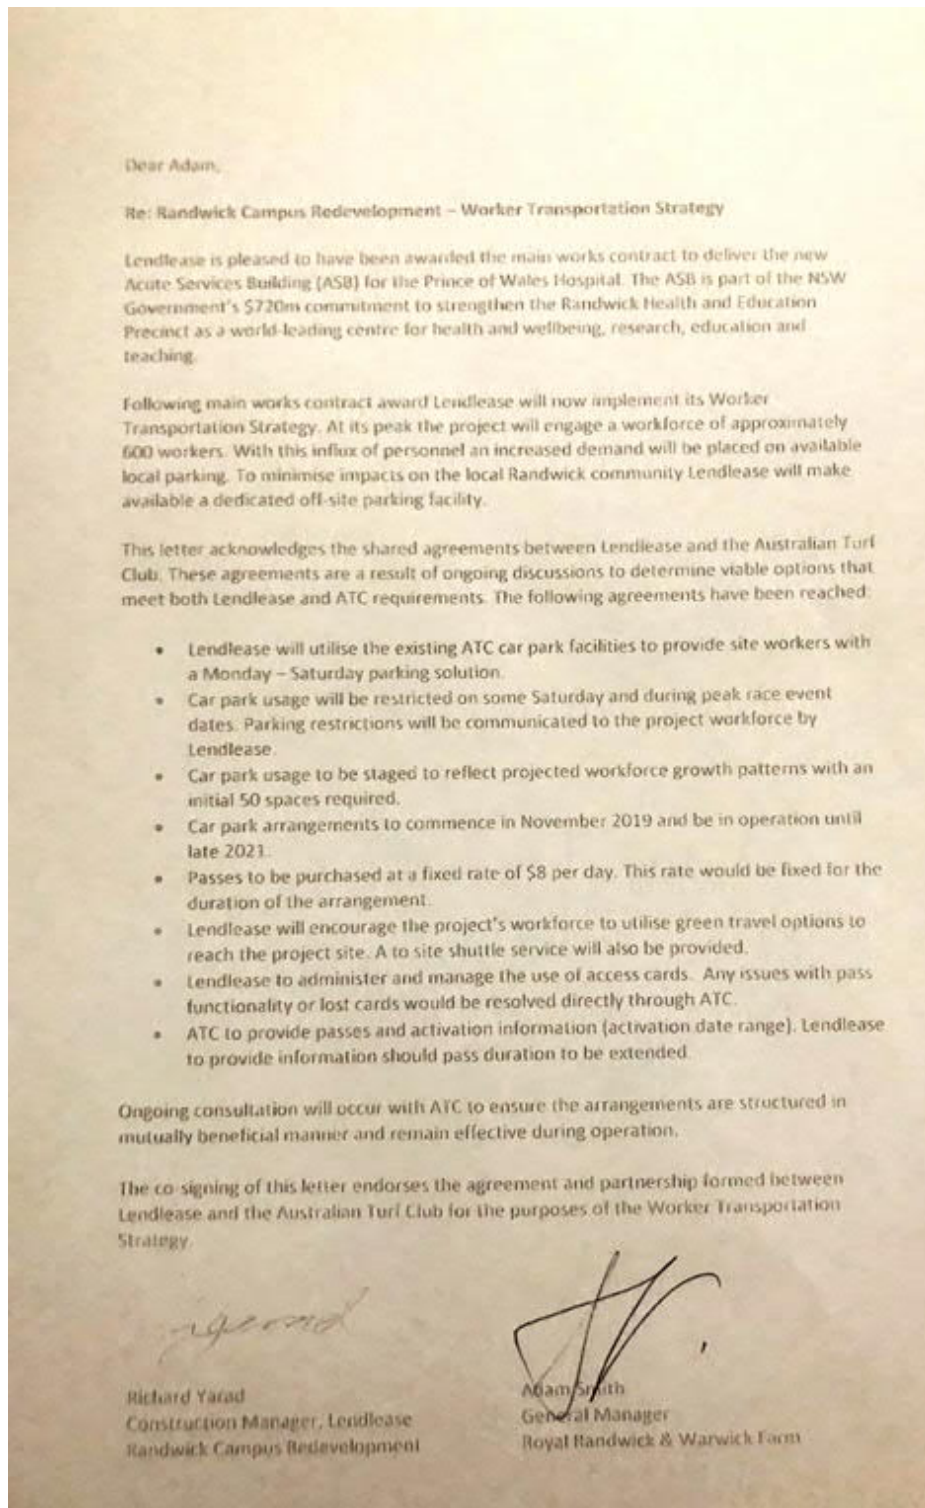 Dear Adam,
Re: Randwick Campus Redevelopment – Worker Transportation Strategy
Lendlease is pleased to have been awarded the main works contract to deliver the new
Acute Services Building (ASB) for the Prince of Wales Hospital. The ASB is part of the NSW
Government's $720m commitment to strengthen the Randwick Health and Education
Precinct as a world-leading centre for health and wellbeing, research, education and
teaching.
Following main works contract award Lendlease will now implement its Worker
Transportation Strategy. At its peak the project will engage a workforce of approximately
600 workers. With this influx of personnel an increased demand will be placed on available
local parking. To minimise impacts on the local Randwick community Lendlease will make
available a dedicated off-site parking facility.
This letter acknowledges the shared agreements between Lendlease and the Australian Turf
Club. These agreements are a result of ongoing discussions to determine viable options that
meet both Lendlease and ATC requirements. The following agreements have been reached:
• Lendlease will utilise the existing ATC car park facilities to provide site workers with
a Monday – Saturday parking solution.
• Car park usage will be restricted on some Saturday and during peak race event
dates. Parking restrictions will be communicated to the project workforce by
Lendlease.
• Car park usage to be staged to reflect projected workforce growth patterns with an
initial 50 spaces required.
• Car park arrangements to commence in November 2019 and be in operation until
late 2021.
• Passes to be purchased at a fixed rate of $8 per day. This rate would be fixed for the
duration of the arrangement.
• Lendlease will encourage the project's workforce to utilise green travel options to
reach the project site. A to site shuttle service will also be provided.
• Lendlease to administer and manage the use of access cards. Any issues with pass
functionality or lost cards would be resolved directly through ATC.
• ATC to provide passes and activation information (activation date range). Lendlease
to provide information should pass duration to be extended.
Ongoing consultation will occur with ATC to ensure the arrangements are structured in
mutually beneficial manner and remain effective during operation.
The co-signing of this letter endorses the agreement and partnership formed between
Lendlease and the Australian Turf Club for the purposes of the Worker Transportation
Strategy.
Richard Yarad
Construction Manager, Lendlease
Randwick Campus Redevelopment
Adam Smith
General Manager
Royal Randwick & Warwick Farm